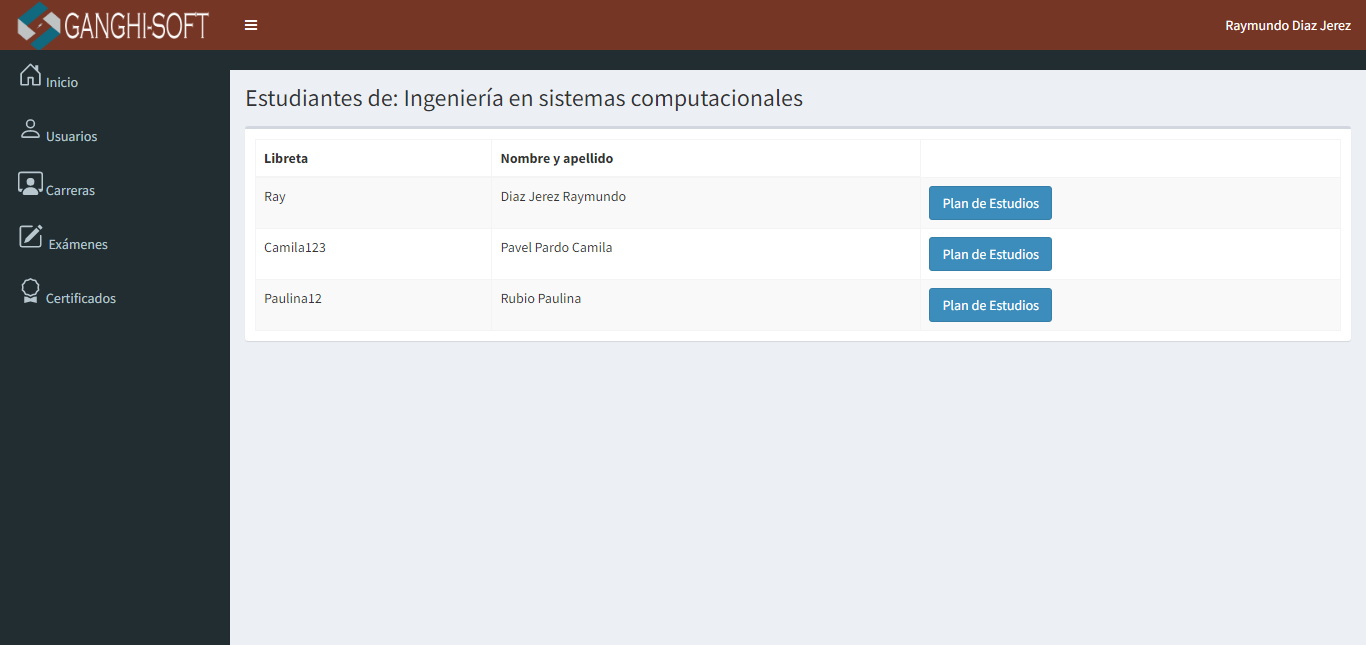 GANGHI-SOFT
Raymundo Diaz Jerez
Inicio
Usuarios
Carreras
Exámenes
Certificados
Estudiantes de: Ingeniería en sistemas computacionales
Libreta Nombre y apellido
Ray Diaz Jerez Raymundo Plan de Estudios
Camila123 Pavel Pardo Camila Plan de Estudios
Paulina12 Rubio Paulina Plan de Estudios